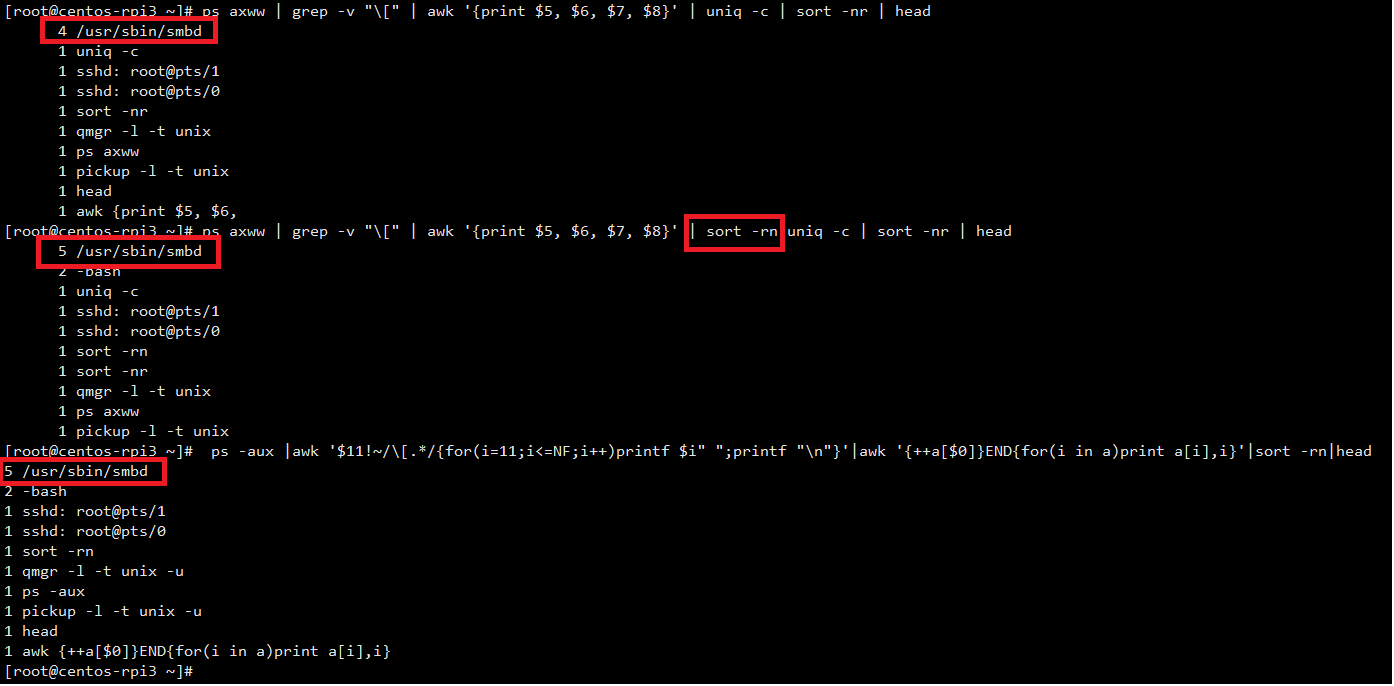 [root@centos-rpi3 ~]# ps axww | grep -v "\[" | awk '{print $5, $6, $7, $8}' | uniq -c | sort -nr | head
      4 /usr/sbin/smbd
      1 uniq -c
      1 sshd: root@pts/1
      1 sshd: root@pts/0
      1 sort -nr
      1 qmgr -l -t unix
      1 ps axww
      1 pickup -l -t unix
      1 head
      1 awk {print $5, $6,
[root@centos-rpi3 ~]# ps axww | grep -v "\[" | awk '{print $5, $6, $7, $8}' | sort -rn uniq -c | sort -nr | head
      5 /usr/sbin/smbd
      2 -bash
      1 uniq -c
      1 sshd: root@pts/1
      1 sshd: root@pts/0
      1 sort -rn
      1 sort -nr
      1 qmgr -l -t unix
      1 ps axww
      1 pickup -l -t unix
[root@centos-rpi3 ~]#  ps -aux |awk '$11!~/\[.*/{for(i=11;i<=NF;i++)printf $i" ";printf "\n"}'|awk '{++a[$0]}END{for(i in a)print a[i],i}'|sort -rn|head
5 /usr/sbin/smbd
2 -bash
1 sshd: root@pts/1
1 sshd: root@pts/0
1 sort -rn
1 qmgr -l -t unix -u
1 ps -aux
1 pickup -l -t unix -u
1 head
1 awk {++a[$0]}END{for(i in a)print a[i],i}
[root@centos-rpi3 ~]#